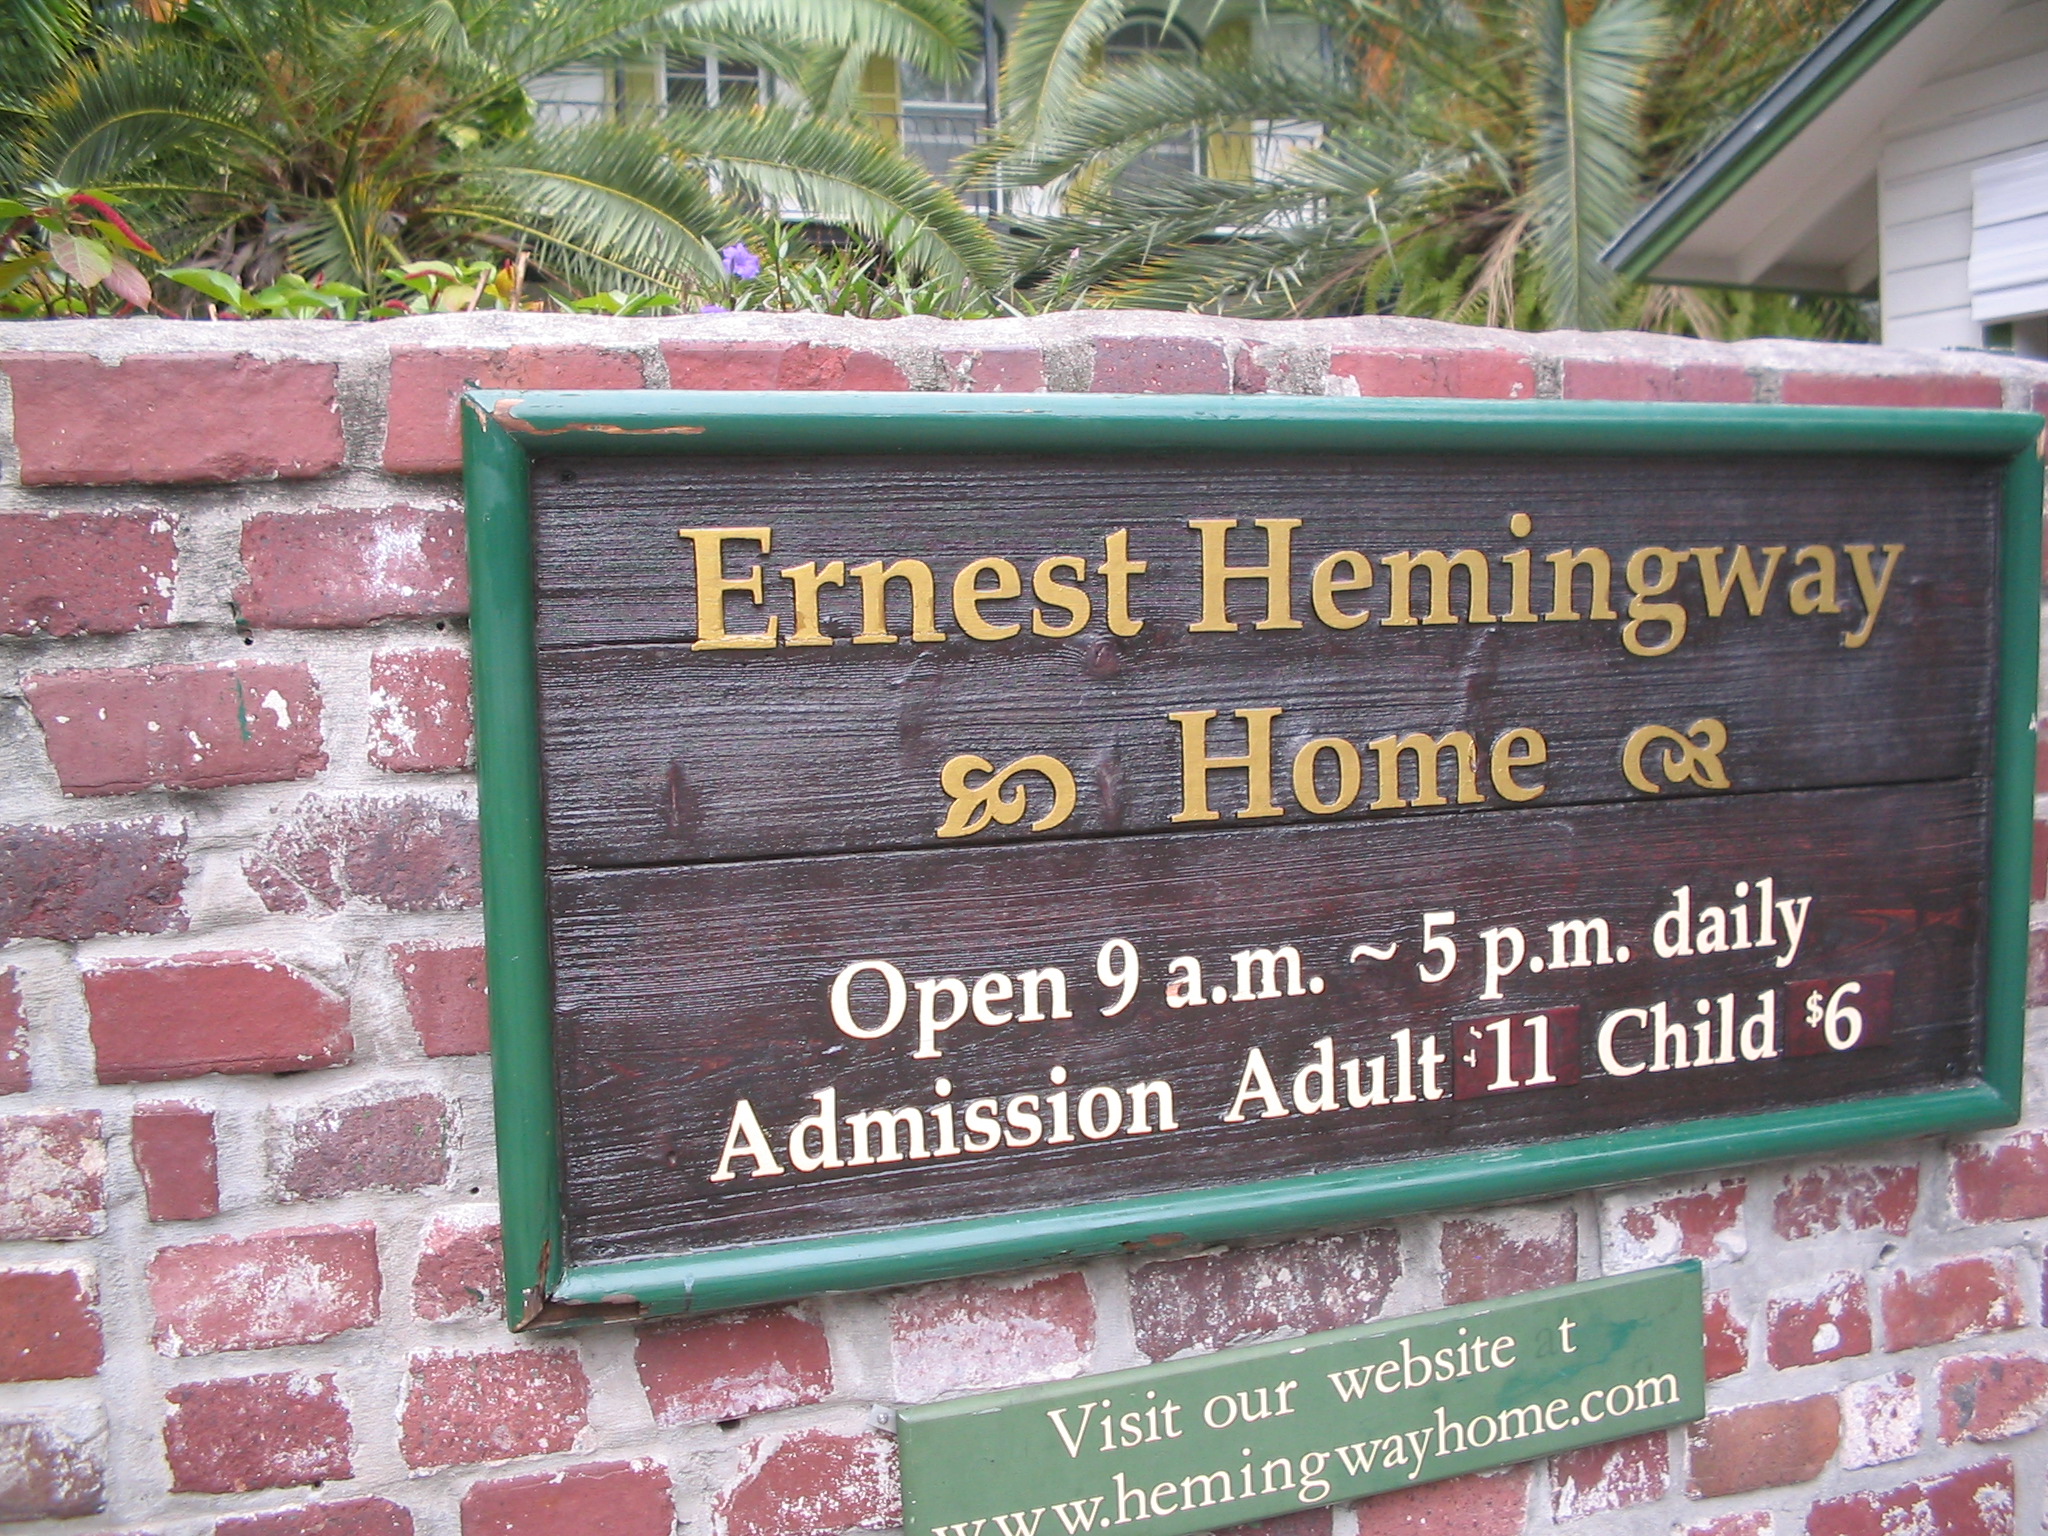 Ernest Hemingway
Home
Open 9 a.m. ~ 5 p.m. daily
Admission Adult $11 Child $6
Visit our website at
www.hemingwayhome.com